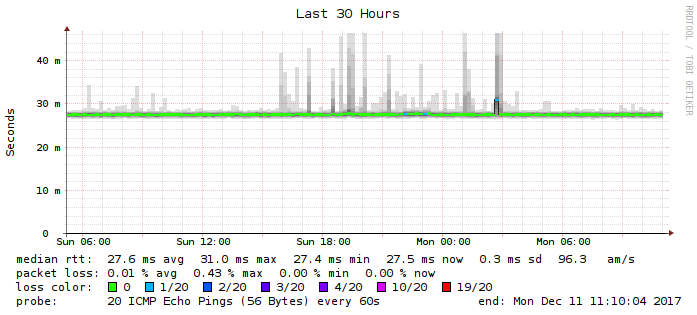 Last 30 Hours
RRDTOOL / TOBI OETIKER
Seconds
40 m
30 m
20 m
10 m
0
Sun 06:00 Sun 12:00 Sun 18:00 Mon 00:00 Mon 06:00
median rtt: 27.6 ms avg 31.0 ms max 27.4 ms min 27.5 ms now 0.3 ms sd 96.3 am/s
packet loss: 0.01 % avg 0.43 % max 0.00 % min 0.00 % now
loss color: 0 1/20 2/20 3/20 4/20 10/20 19/20
probe: 20 ICMP Echo Pings (56 Bytes) every 60s end: Mon Dec 11 11:10:04 2017